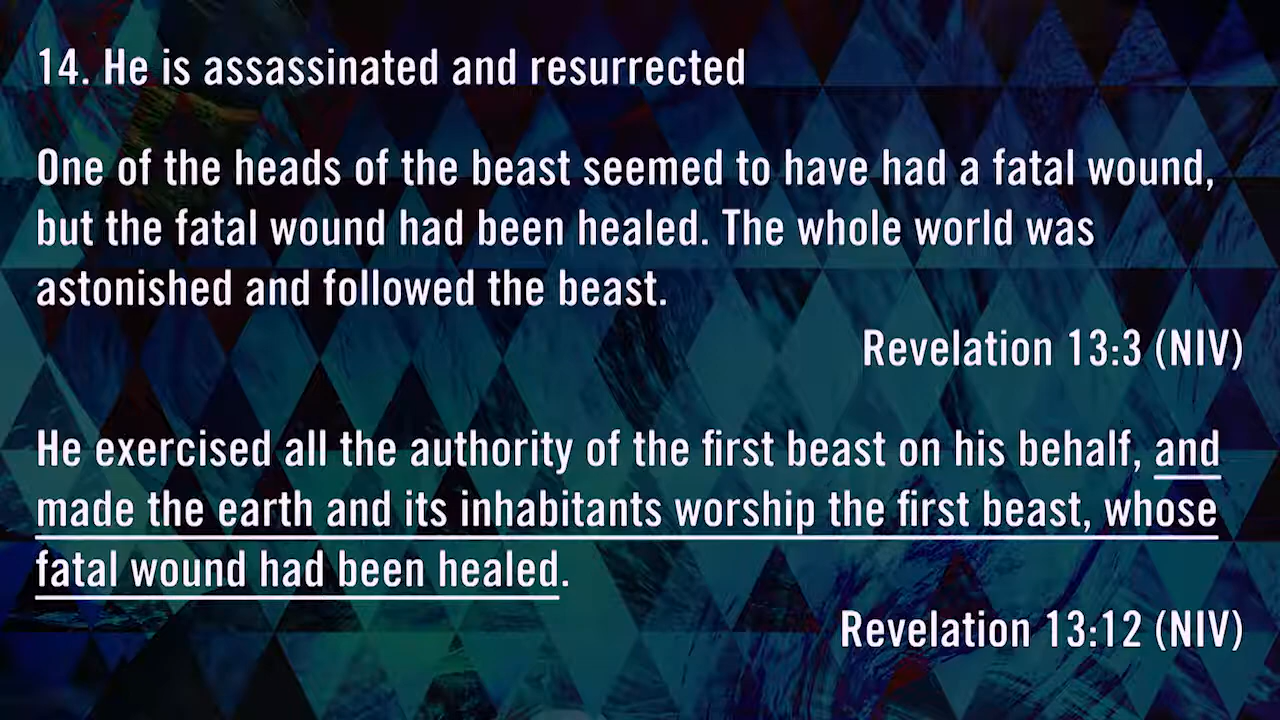 14. He is assassinated and resurrected
One of the heads of the beast seemed to have had a fatal wound,
but the fatal wound had been healed. The whole world was
astonished and followed the beast.
Revelation 13:3 (NIV)
He exercised all the authority of the first beast on his behalf, and
made the earth and its inhabitants worship the first beast, whose
fatal wound had been healed.
Revelation 13:12 (NIV)